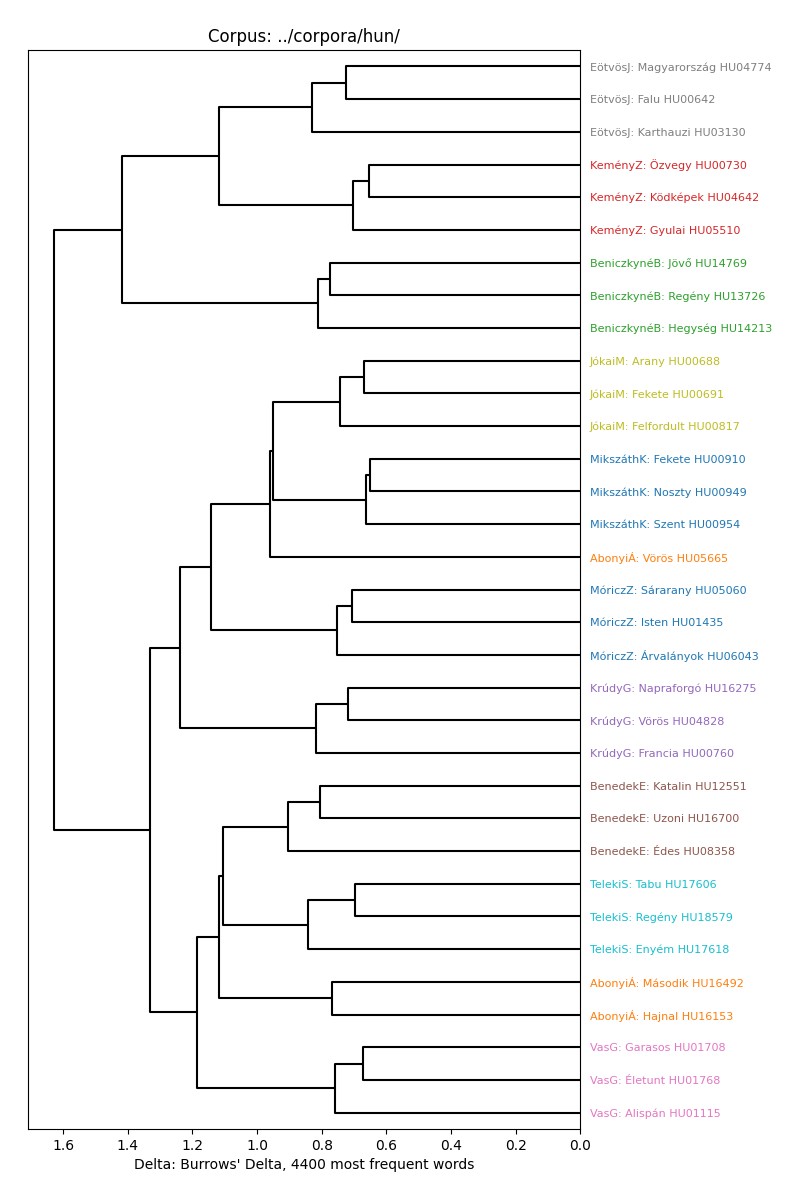 Corpus: ../corpora/hun/
EötvösJ: Magyarország HU04774
EötvösJ: Falu HU00642
EötvösJ: Karthauzi HU03130
KeményZ: Özvegy HU00730
KeményZ: Ködképek HU04642
KeményZ: Gyulai HU05510
BeniczkynéB: Jövő HU14769
BeniczkynéB: Regény HU13726
BeniczkynéB: Hegység HU14213
JókaiM: Arany HU00688
JókaiM: Fekete HU00691
JókaiM: Felfordult HU00817
MikszáthK: Fekete HU00910
MikszáthK: Noszty HU00949
MikszáthK: Szent HU00954
AbonyiÁ: Vörös HU05665
MóriczZ: Sárarany HU05060
MóriczZ: Isten HU01435
MóriczZ: Árvalányok HU06043
KrúdyG: Napraforgó HU16275
KrúdyG: Vörös HU04828
KrúdyG: Francia HU00760
BenedekE: Katalin HU12551
BenedekE: Uzoni HU16700
BenedekE: Édes HU08358
TelekiS: Tabu HU17606
TelekiS: Regény HU18579
TelekiS: Enyém HU17618
AbonyiÁ: Második HU16492
AbonyiÁ: Hajnal HU16153
VasG: Garasos HU01708
VasG: Életunt HU01768
VasG: Alispán HU01115
1.6 1.4 1.2 1.0 0.8 0.6 0.4 0.2 0.0
Delta: Burrows' Delta, 4400 most frequent words